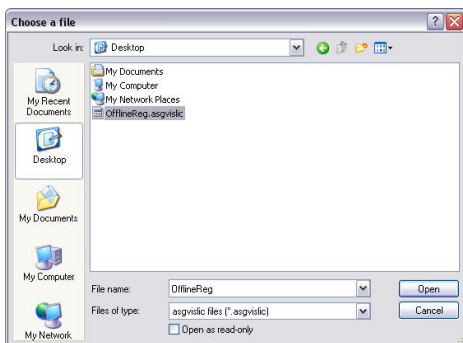 Choose a file
Look in:
Desktop
My Recent
Documents
Desktop
My Documents
My Computer
My Network
My Documents
My Computer
My Network Places
OfflineReg.asgvislic
File name:
OfflineReg
Open
Files of type:
asgvislic files (*.asgvislic)
Cancel
Open as read-only